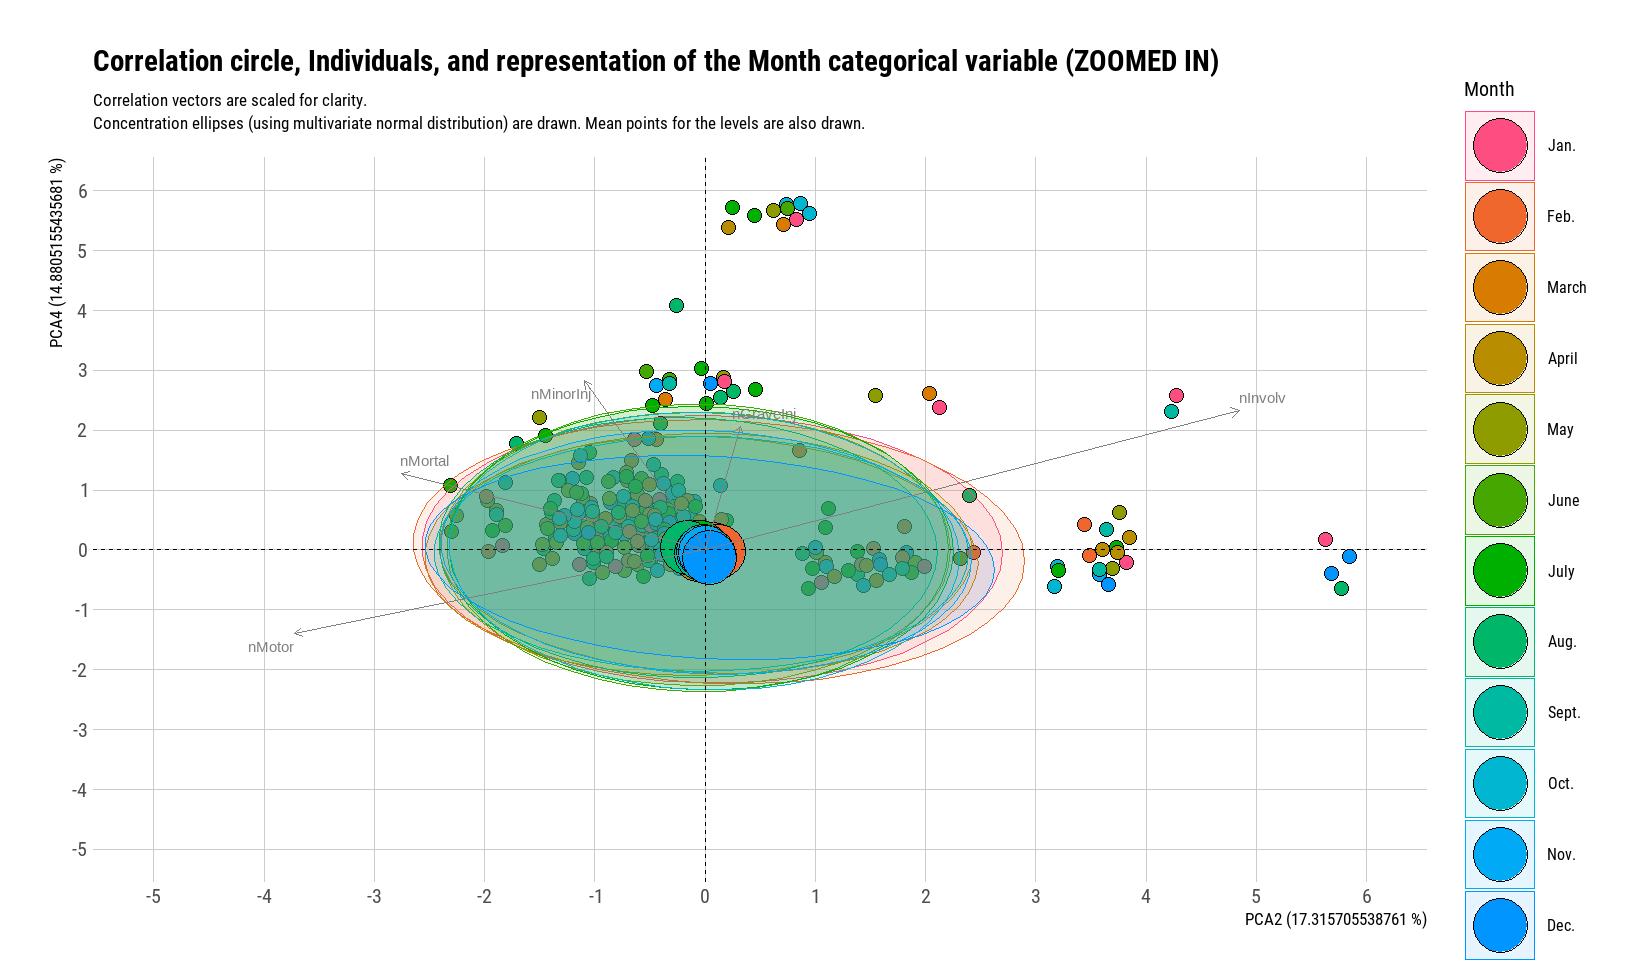 Correlation circle, Individuals, and representation of the Month categorical variable (ZOOMED IN)
Correlation vectors are scaled for clarity.
Concentration ellipses (using multivariate normal distribution) are drawn. Mean points for the levels are also drawn.
PCA4 (14.8805155435681 %)
6
5
4
3
2
1
0
-1
-2
-3
-4
-5
nMinorInj
nGraveInj
nInvolv
nMortal
nMotor
-5
-4
-3
-2
-1
0
1
2
3
4
5
6
PCA2 (17.315705538761 %)
Month
Jan.
Feb.
March
April
May
June
July
Aug.
Sept.
Oct.
Nov.
Dec.